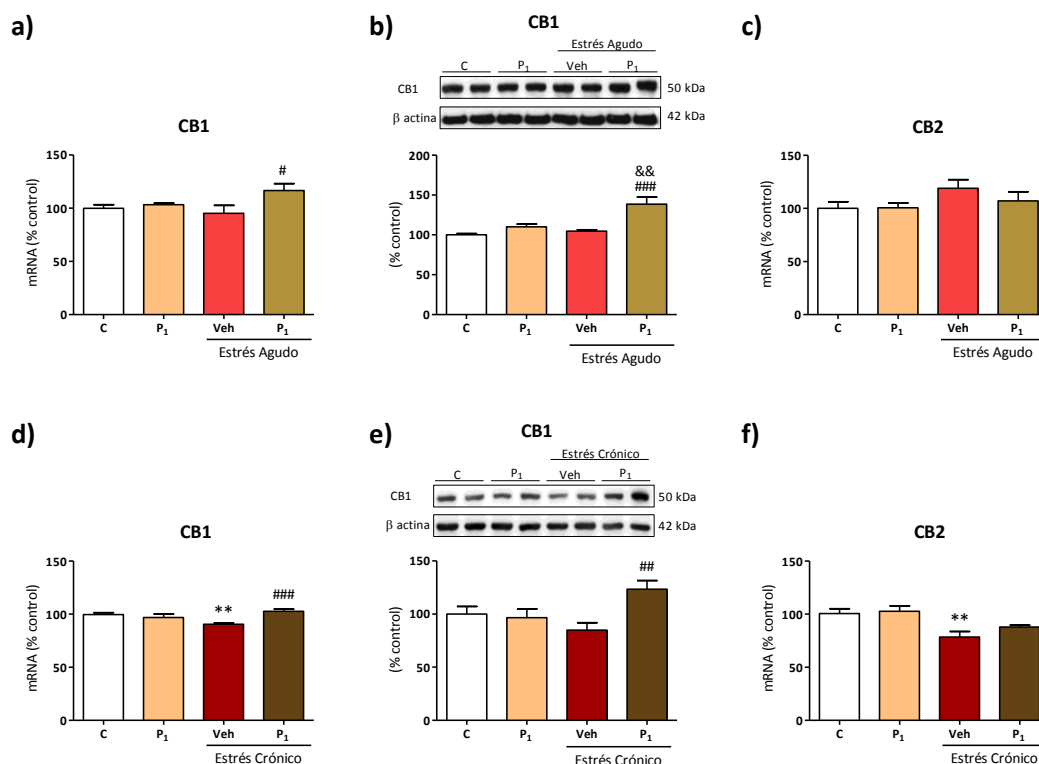 a)
CB1
mRNA (% control)
150
100
50
0
#
C P₁ Veh P₁
Estrés Agudo
b)
CB1
Estrés Agudo
C P₁ Veh P₁
CB1 50 kDa
β actina 42 kDa
(% control)
200
150
100
50
0
&&
###
C P₁ Veh P₁
Estrés Agudo
c)
CB2
mRNA (% control)
150
100
50
0
C P₁ Veh P₁
Estrés Agudo
d)
CB1
mRNA (% control)
150
100
50
0
** ###
C P₁ Veh P₁
Estrés Crónico
e)
CB1
Estrés Crónico
C P₁ Veh P₁
CB1 50 kDa
β actina 42 kDa
(% control)
150
100
50
0
##
C P₁ Veh P₁
Estrés Crónico
f)
CB2
mRNA (% control)
150
100
50
0
**
C P₁ Veh P₁
Estrés Crónico